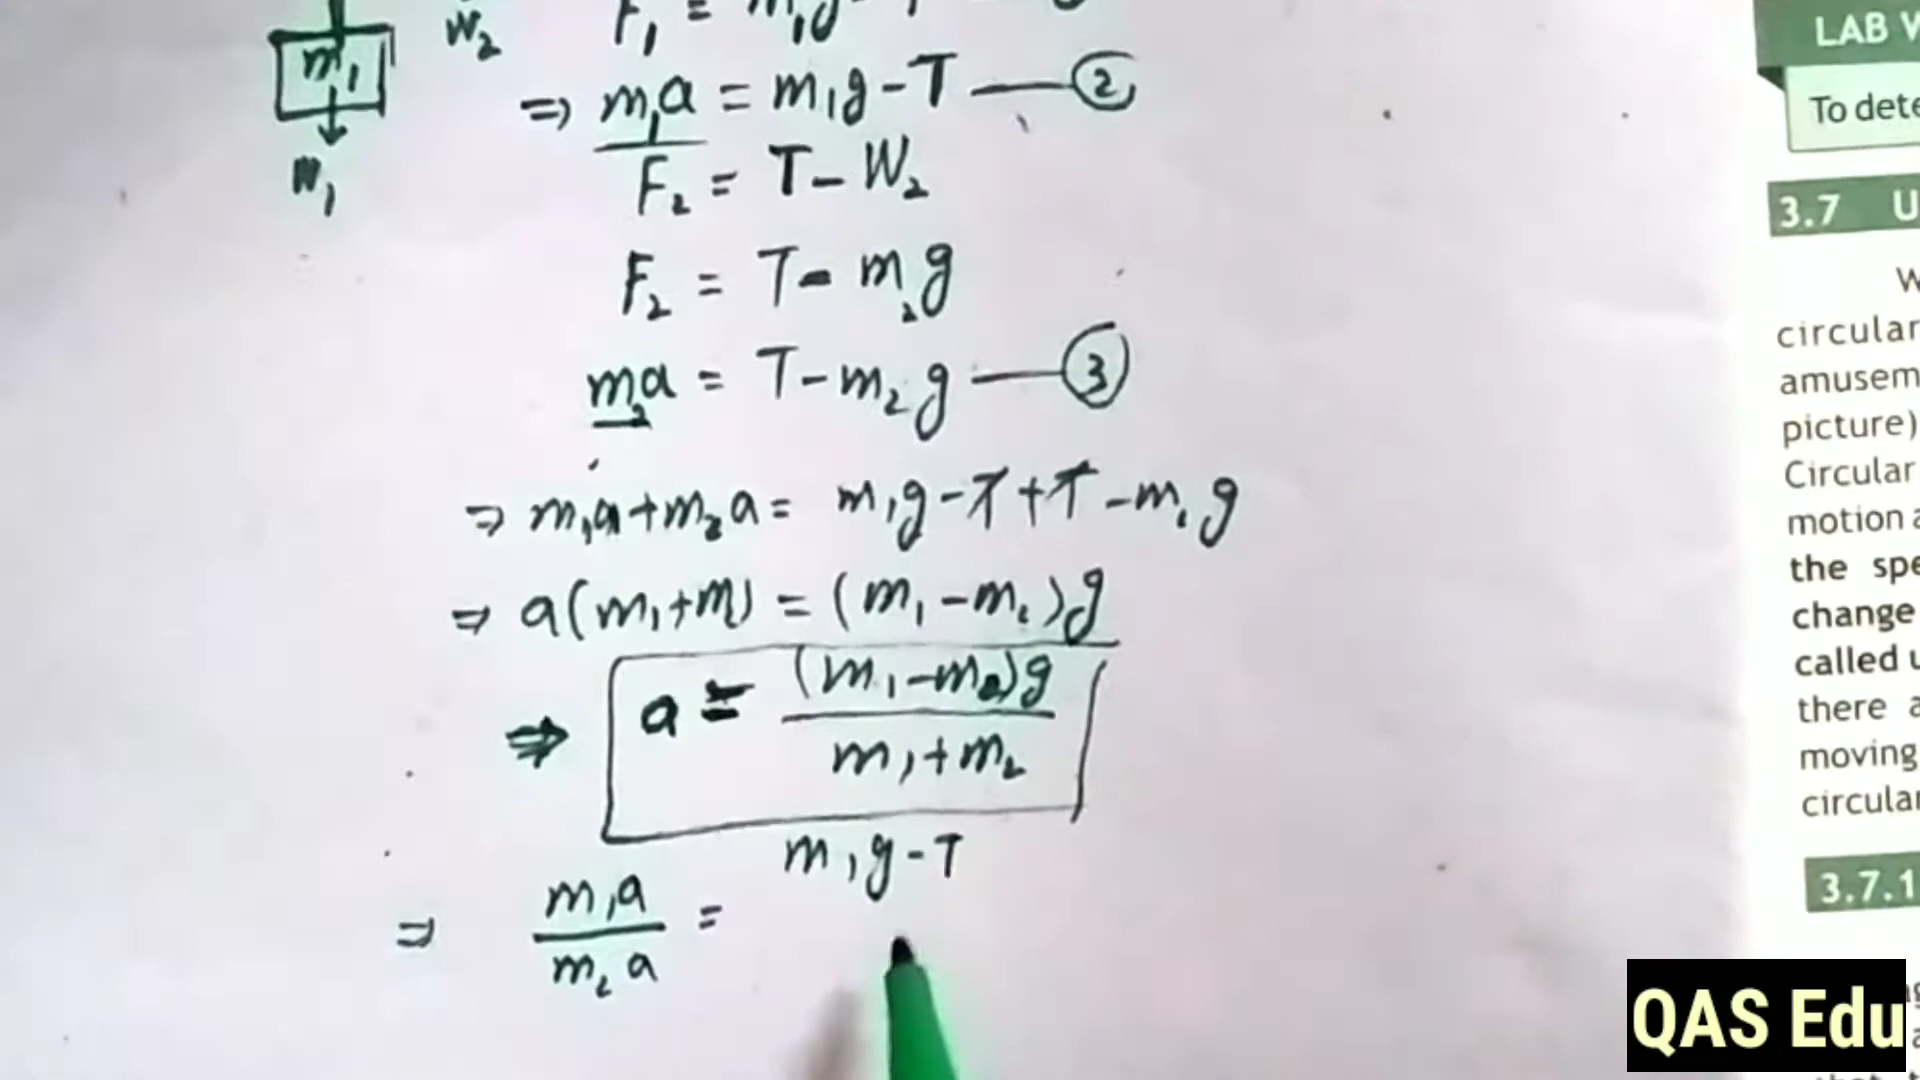 m₁
W₂
F₁ = m₁g - T
⇒ m₁a = m₁g - T — ②
W₁
F₂ = T - W₂
F₂ = T - m₂g
m₂a = T - m₂g — ③
⇒ m₁a + m₂a = m₁g - T + T - m₂g
⇒ a(m₁+m₂) = (m₁ - m₂)g
⇒ a = (m₁ - m₂)g
m₁ + m₂
m₁g - T
⇒ m₁a =
m₂a
LAB
To dete
3.7 U
W
circular
amusem
picture)
Circular
motion a
the spe
change
called u
there a
moving
circular
3.7.1
QAS Edu